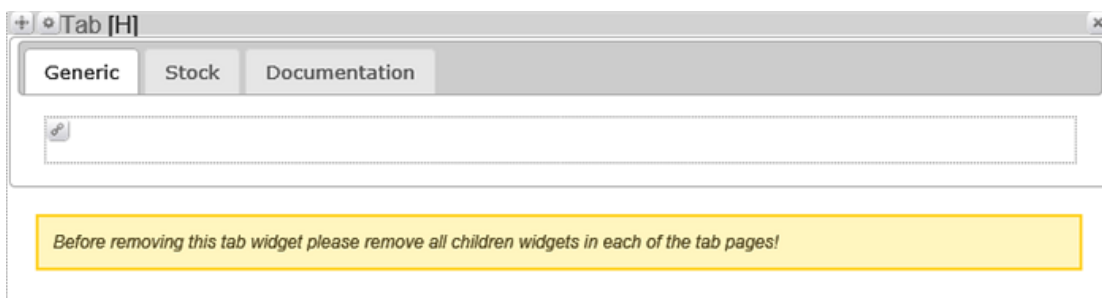 Tab [H]
Generic Stock Documentation
Before removing this tab widget please remove all children widgets in each of the tab pages!